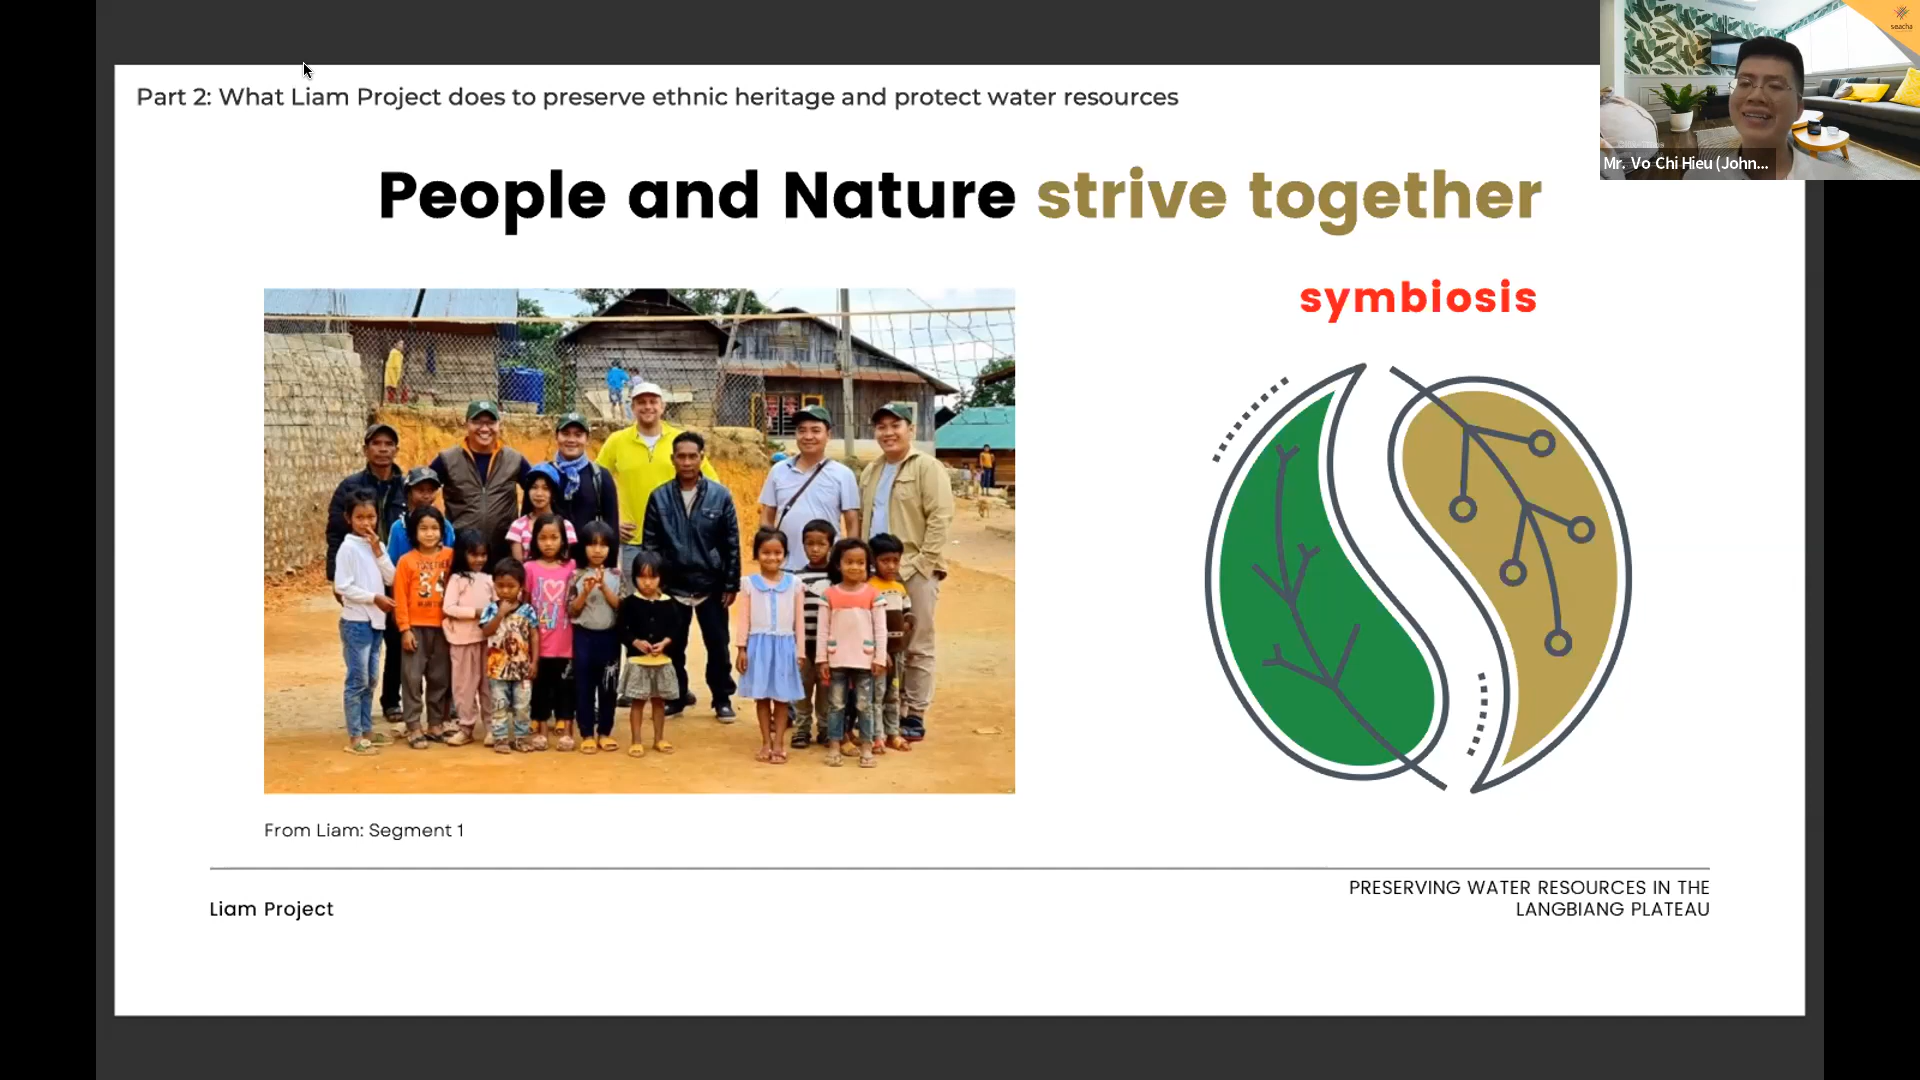 Part 2: What Liam Project does to preserve ethnic heritage and protect water resources
seacha
Mr. Vo Chi Hieu (John...
People and Nature strive together
symbiosis
From Liam: Segment 1
Liam Project
PRESERVING WATER RESOURCES IN THE
LANGBIANG PLATEAU